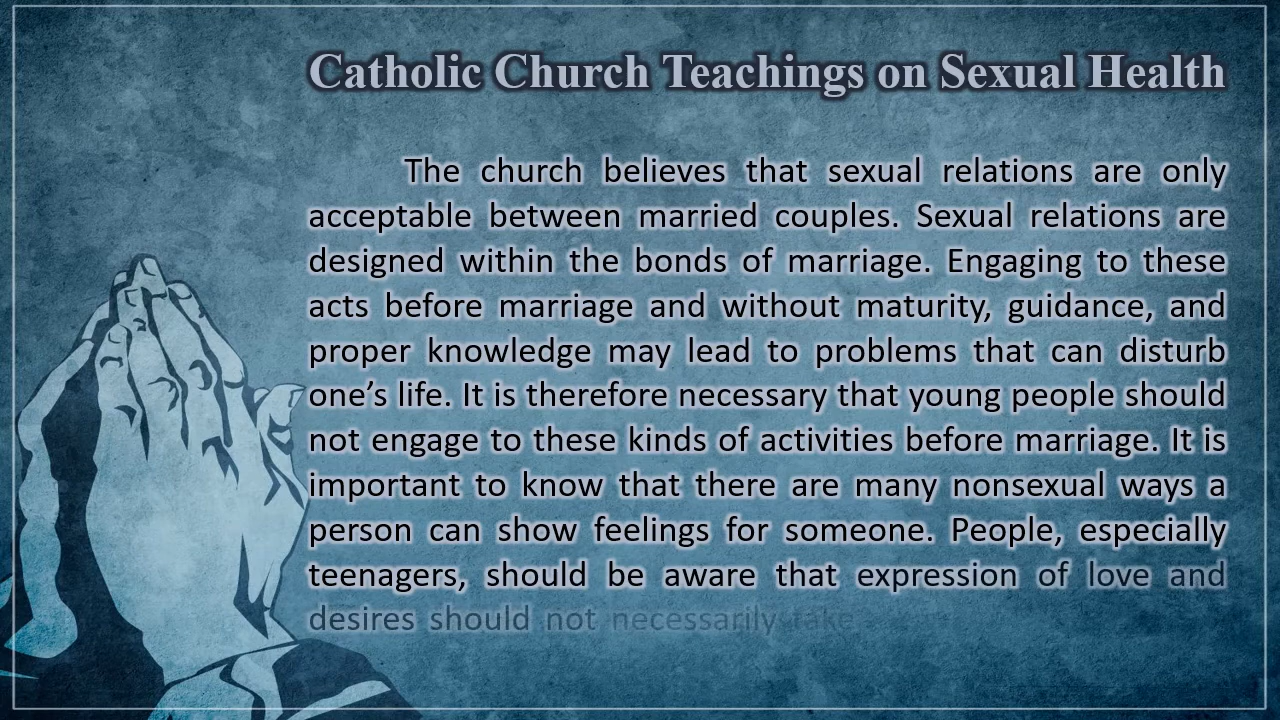 Catholic Church Teachings on Sexual Health
The church believes that sexual relations are only
acceptable between married couples. Sexual relations are
designed within the bonds of marriage. Engaging to these
acts before marriage and without maturity, guidance, and
proper knowledge may lead to problems that can disturb
one’s life. It is therefore necessary that young people should
not engage to these kinds of activities before marriage. It is
important to know that there are many nonsexual ways a
person can show feelings for someone. People, especially
teenagers, should be aware that expression of love and
desires should not necessarily take